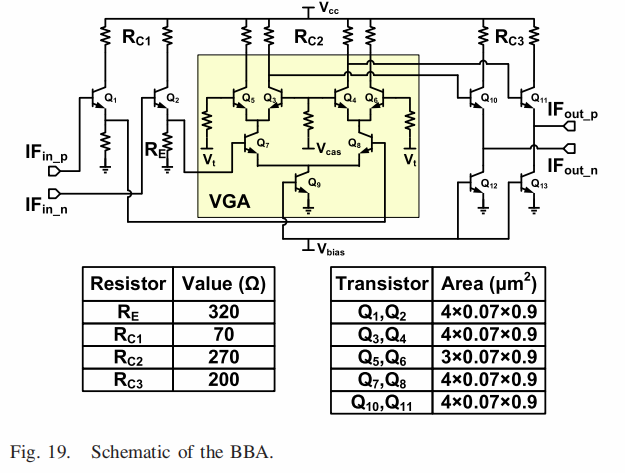 Vcc
RC1 RC2 RC3
Q1 Q2 Q5 Q3 Q4 Q6 Q10 Q11
IFout_p
Q7 Q8
IFin_p RE Vt Vcas Vt IFout_n
Q9 Q12 Q13
IFin_n VGA
Vbias
Resistor Value (Ω)
RE 320
RC1 70
RC2 270
RC3 200
Transistor Area (μm²)
Q1,Q2 4×0.07×0.9
Q3,Q4 4×0.07×0.9
Q5,Q6 3×0.07×0.9
Q7,Q8 4×0.07×0.9
Q10,Q11 4×0.07×0.9
Fig. 19. Schematic of the BBA.